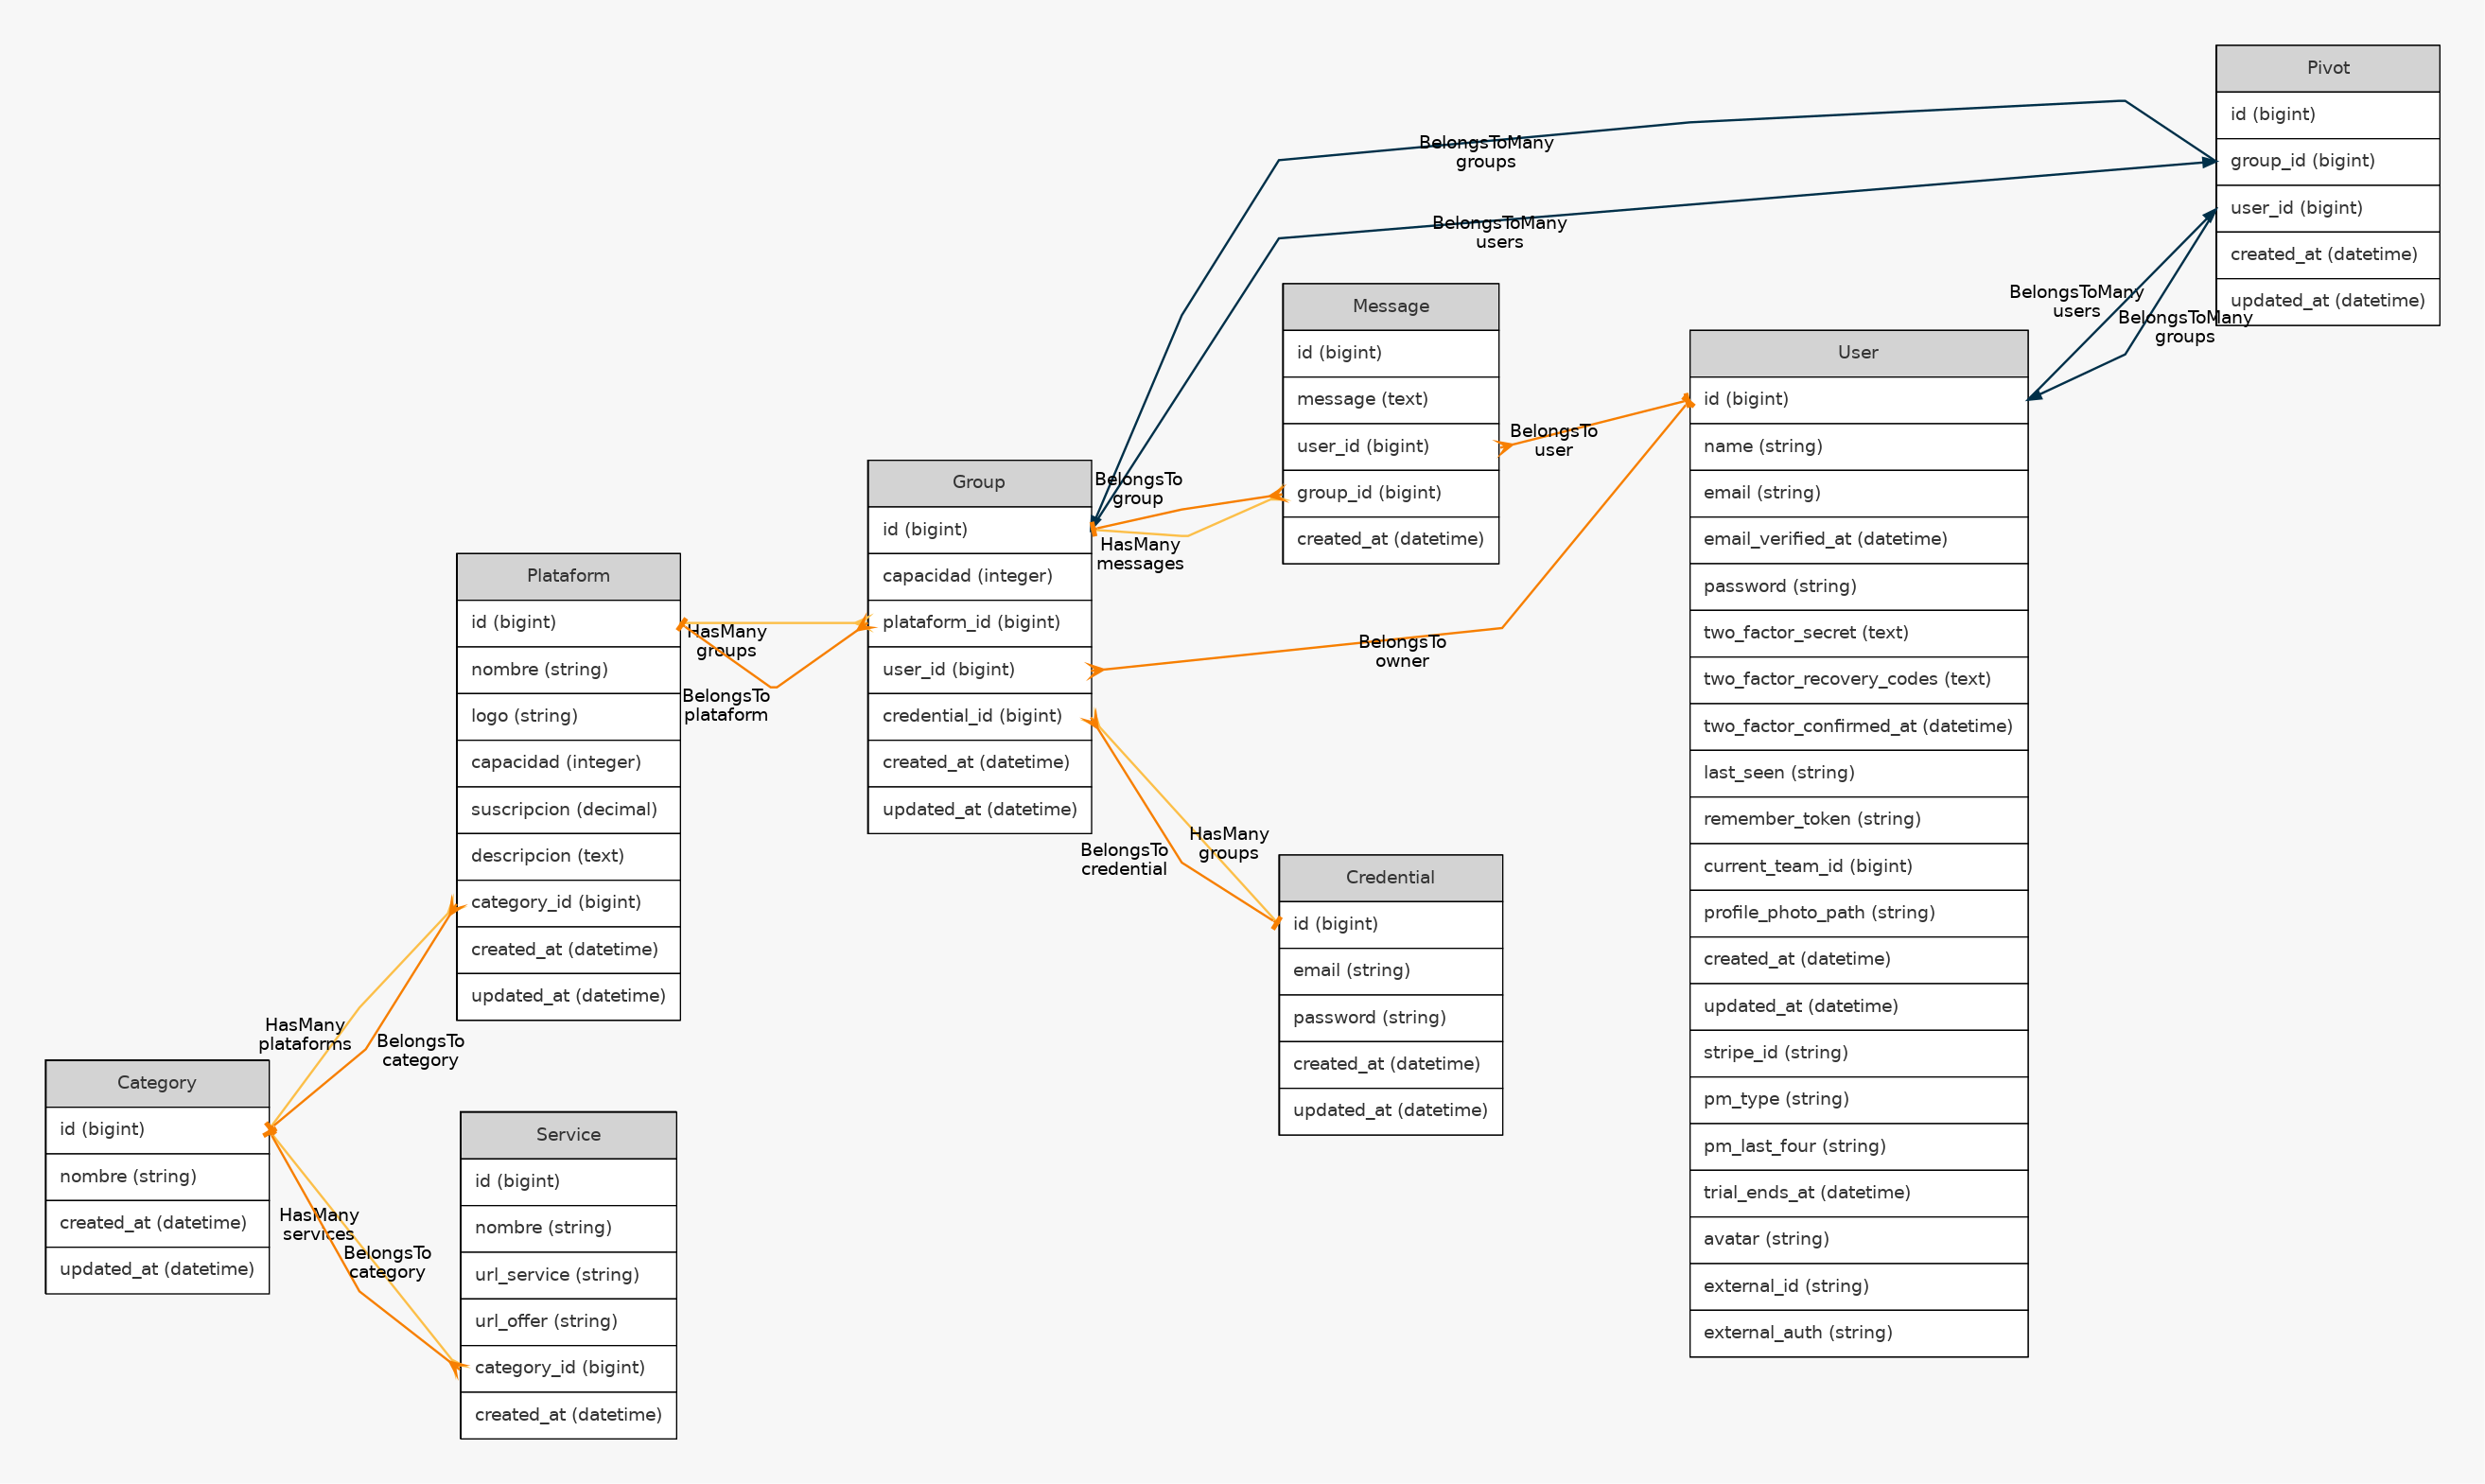 Pivot
id (bigint)
group_id (bigint)
user_id (bigint)
created_at (datetime)
updated_at (datetime)
BelongsToMany
groups
BelongsToMany
users
BelongsToMany
users
BelongsToMany
groups
Message
id (bigint)
message (text)
user_id (bigint)
group_id (bigint)
created_at (datetime)
User
id (bigint)
name (string)
email (string)
email_verified_at (datetime)
password (string)
two_factor_secret (text)
two_factor_recovery_codes (text)
two_factor_confirmed_at (datetime)
last_seen (string)
remember_token (string)
current_team_id (bigint)
profile_photo_path (string)
created_at (datetime)
updated_at (datetime)
stripe_id (string)
pm_type (string)
pm_last_four (string)
trial_ends_at (datetime)
avatar (string)
external_id (string)
external_auth (string)
BelongsTo
user
BelongsTo
group
HasMany
messages
BelongsTo
owner
Group
id (bigint)
capacidad (integer)
plataform_id (bigint)
user_id (bigint)
credential_id (bigint)
created_at (datetime)
updated_at (datetime)
Plataform
id (bigint)
nombre (string)
logo (string)
capacidad (integer)
suscripcion (decimal)
descripcion (text)
category_id (bigint)
created_at (datetime)
updated_at (datetime)
HasMany
groups
BelongsTo
plataform
HasMany
groups
BelongsTo
credential
Credential
id (bigint)
email (string)
password (string)
created_at (datetime)
updated_at (datetime)
HasMany
plataforms
BelongsTo
category
Category
id (bigint)
nombre (string)
created_at (datetime)
updated_at (datetime)
HasMany
services
BelongsTo
category
Service
id (bigint)
nombre (string)
url_service (string)
url_offer (string)
category_id (bigint)
created_at (datetime)